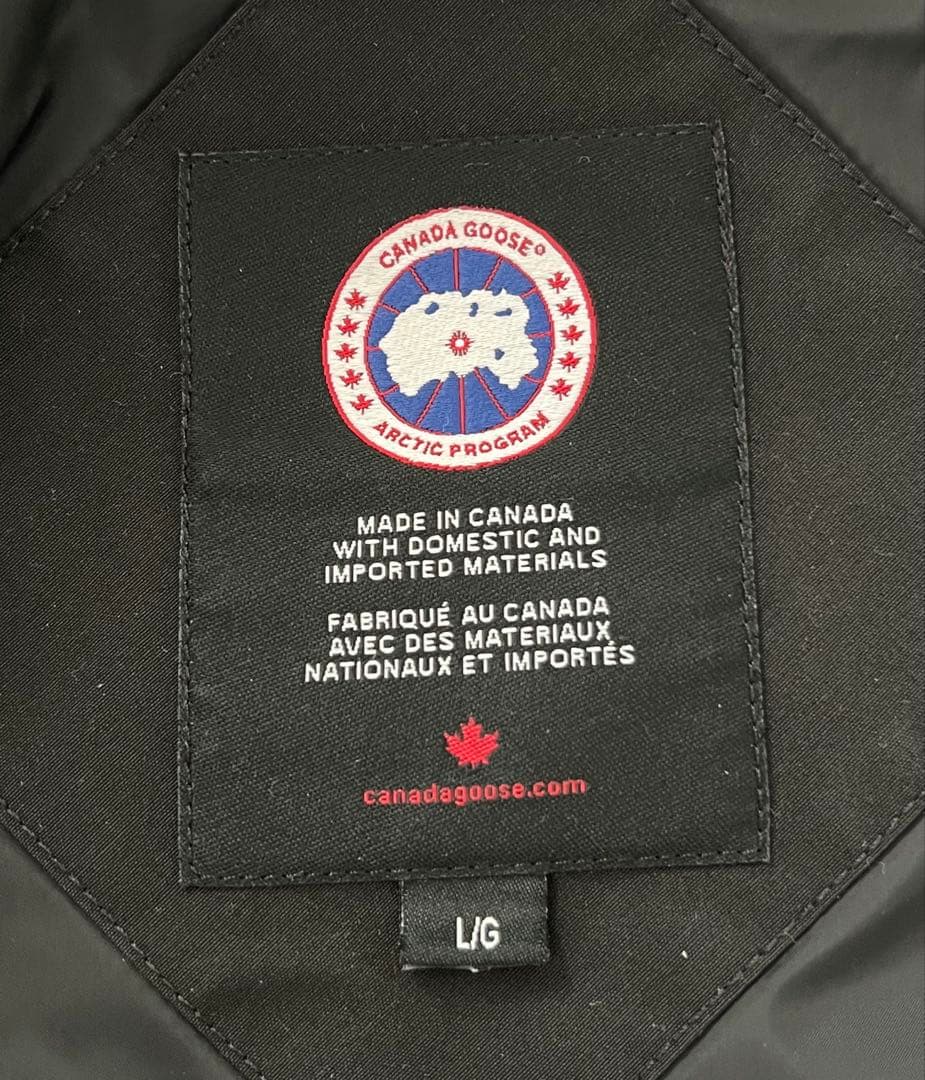 CANADA GOOSE®
ARCTIC PROGRAM
MADE IN CANADA
WITH DOMESTIC AND
IMPORTED MATERIALS
FABRIQUÉ AU CANADA
AVEC DES MATERIAUX
NATIONAUX ET IMPORTÉS
canadagoose.com
L/G